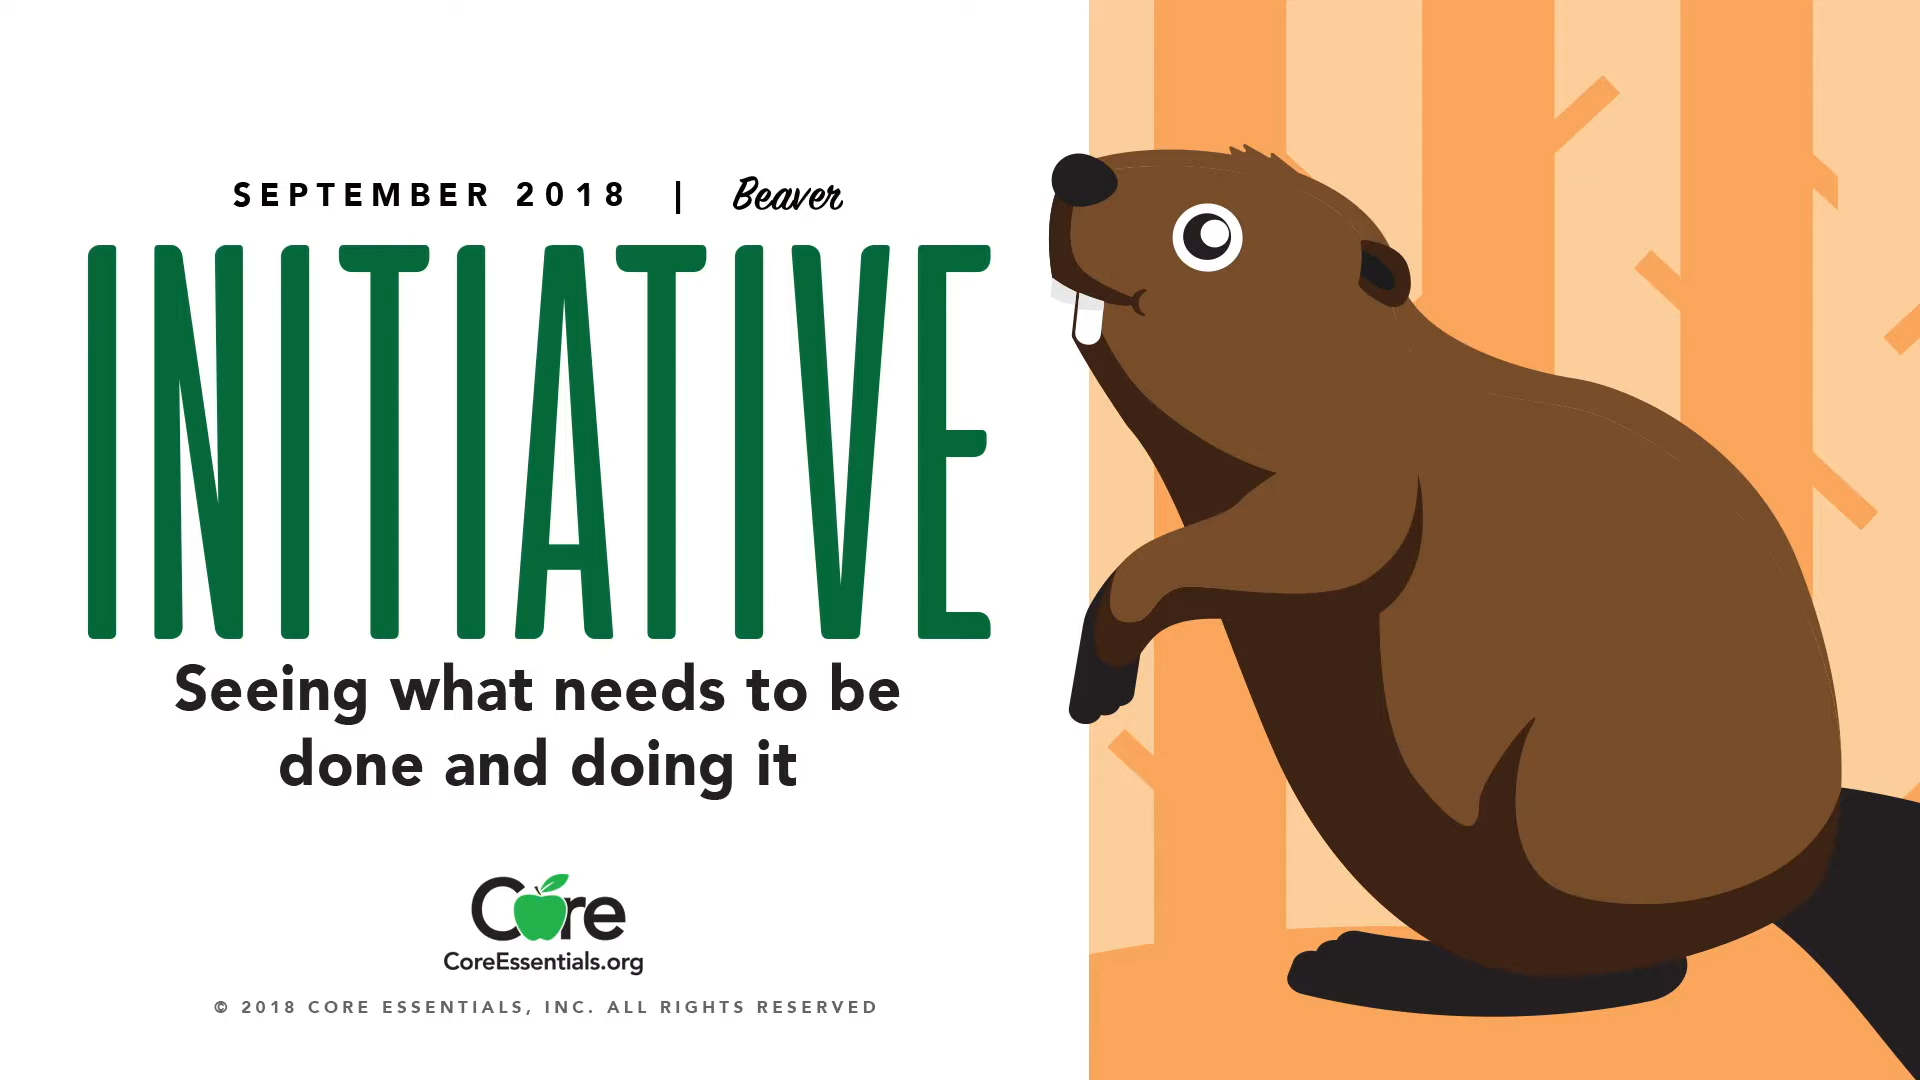 SEPTEMBER 2018 | Beaver
INITIATIVE
Seeing what needs to be
done and doing it
Core
CoreEssentials.org
© 2018 CORE ESSENTIALS, INC. ALL RIGHTS RESERVED